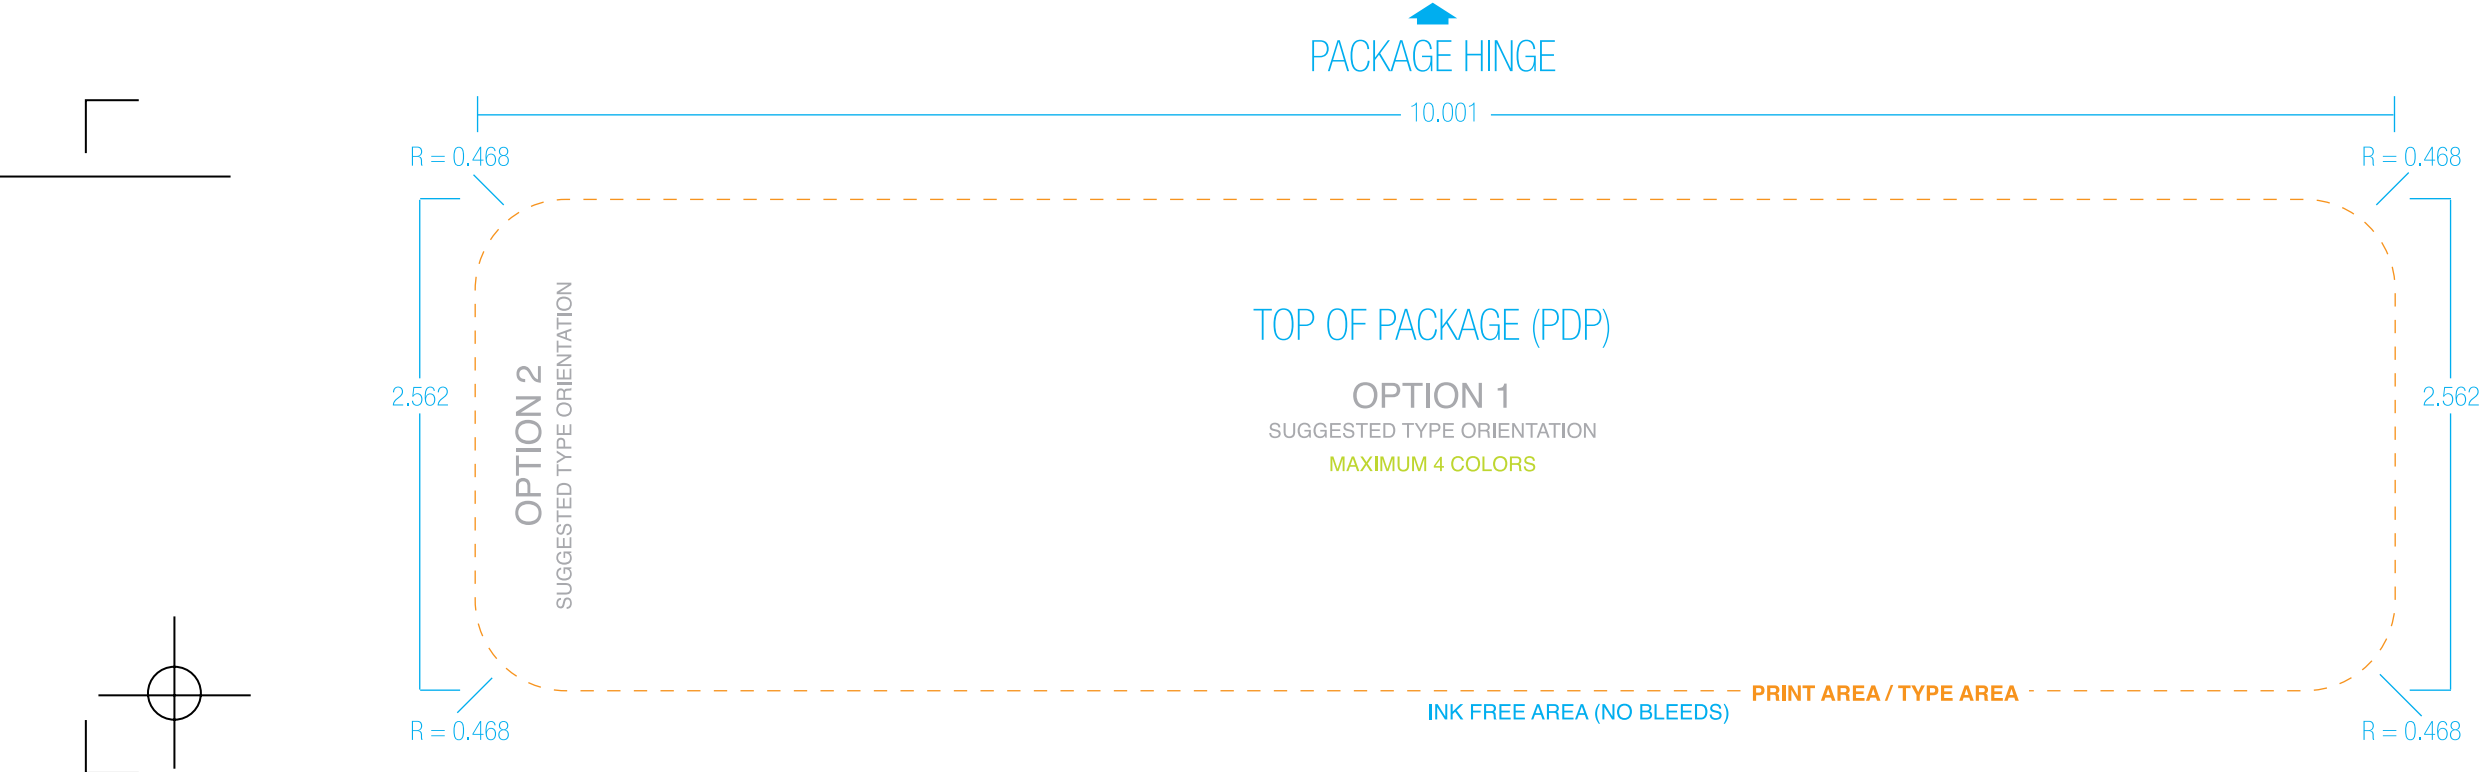 PACKAGE HINGE
10.001
R = 0.468
R = 0.468
TOP OF PACKAGE (PDP)
OPTION 1
SUGGESTED TYPE ORIENTATION
MAXIMUM 4 COLORS
OPTION 2
SUGGESTED TYPE ORIENTATION
2.562
2.562
PRINT AREA / TYPE AREA
INK FREE AREA (NO BLEEDS)
R = 0.468
R = 0.468